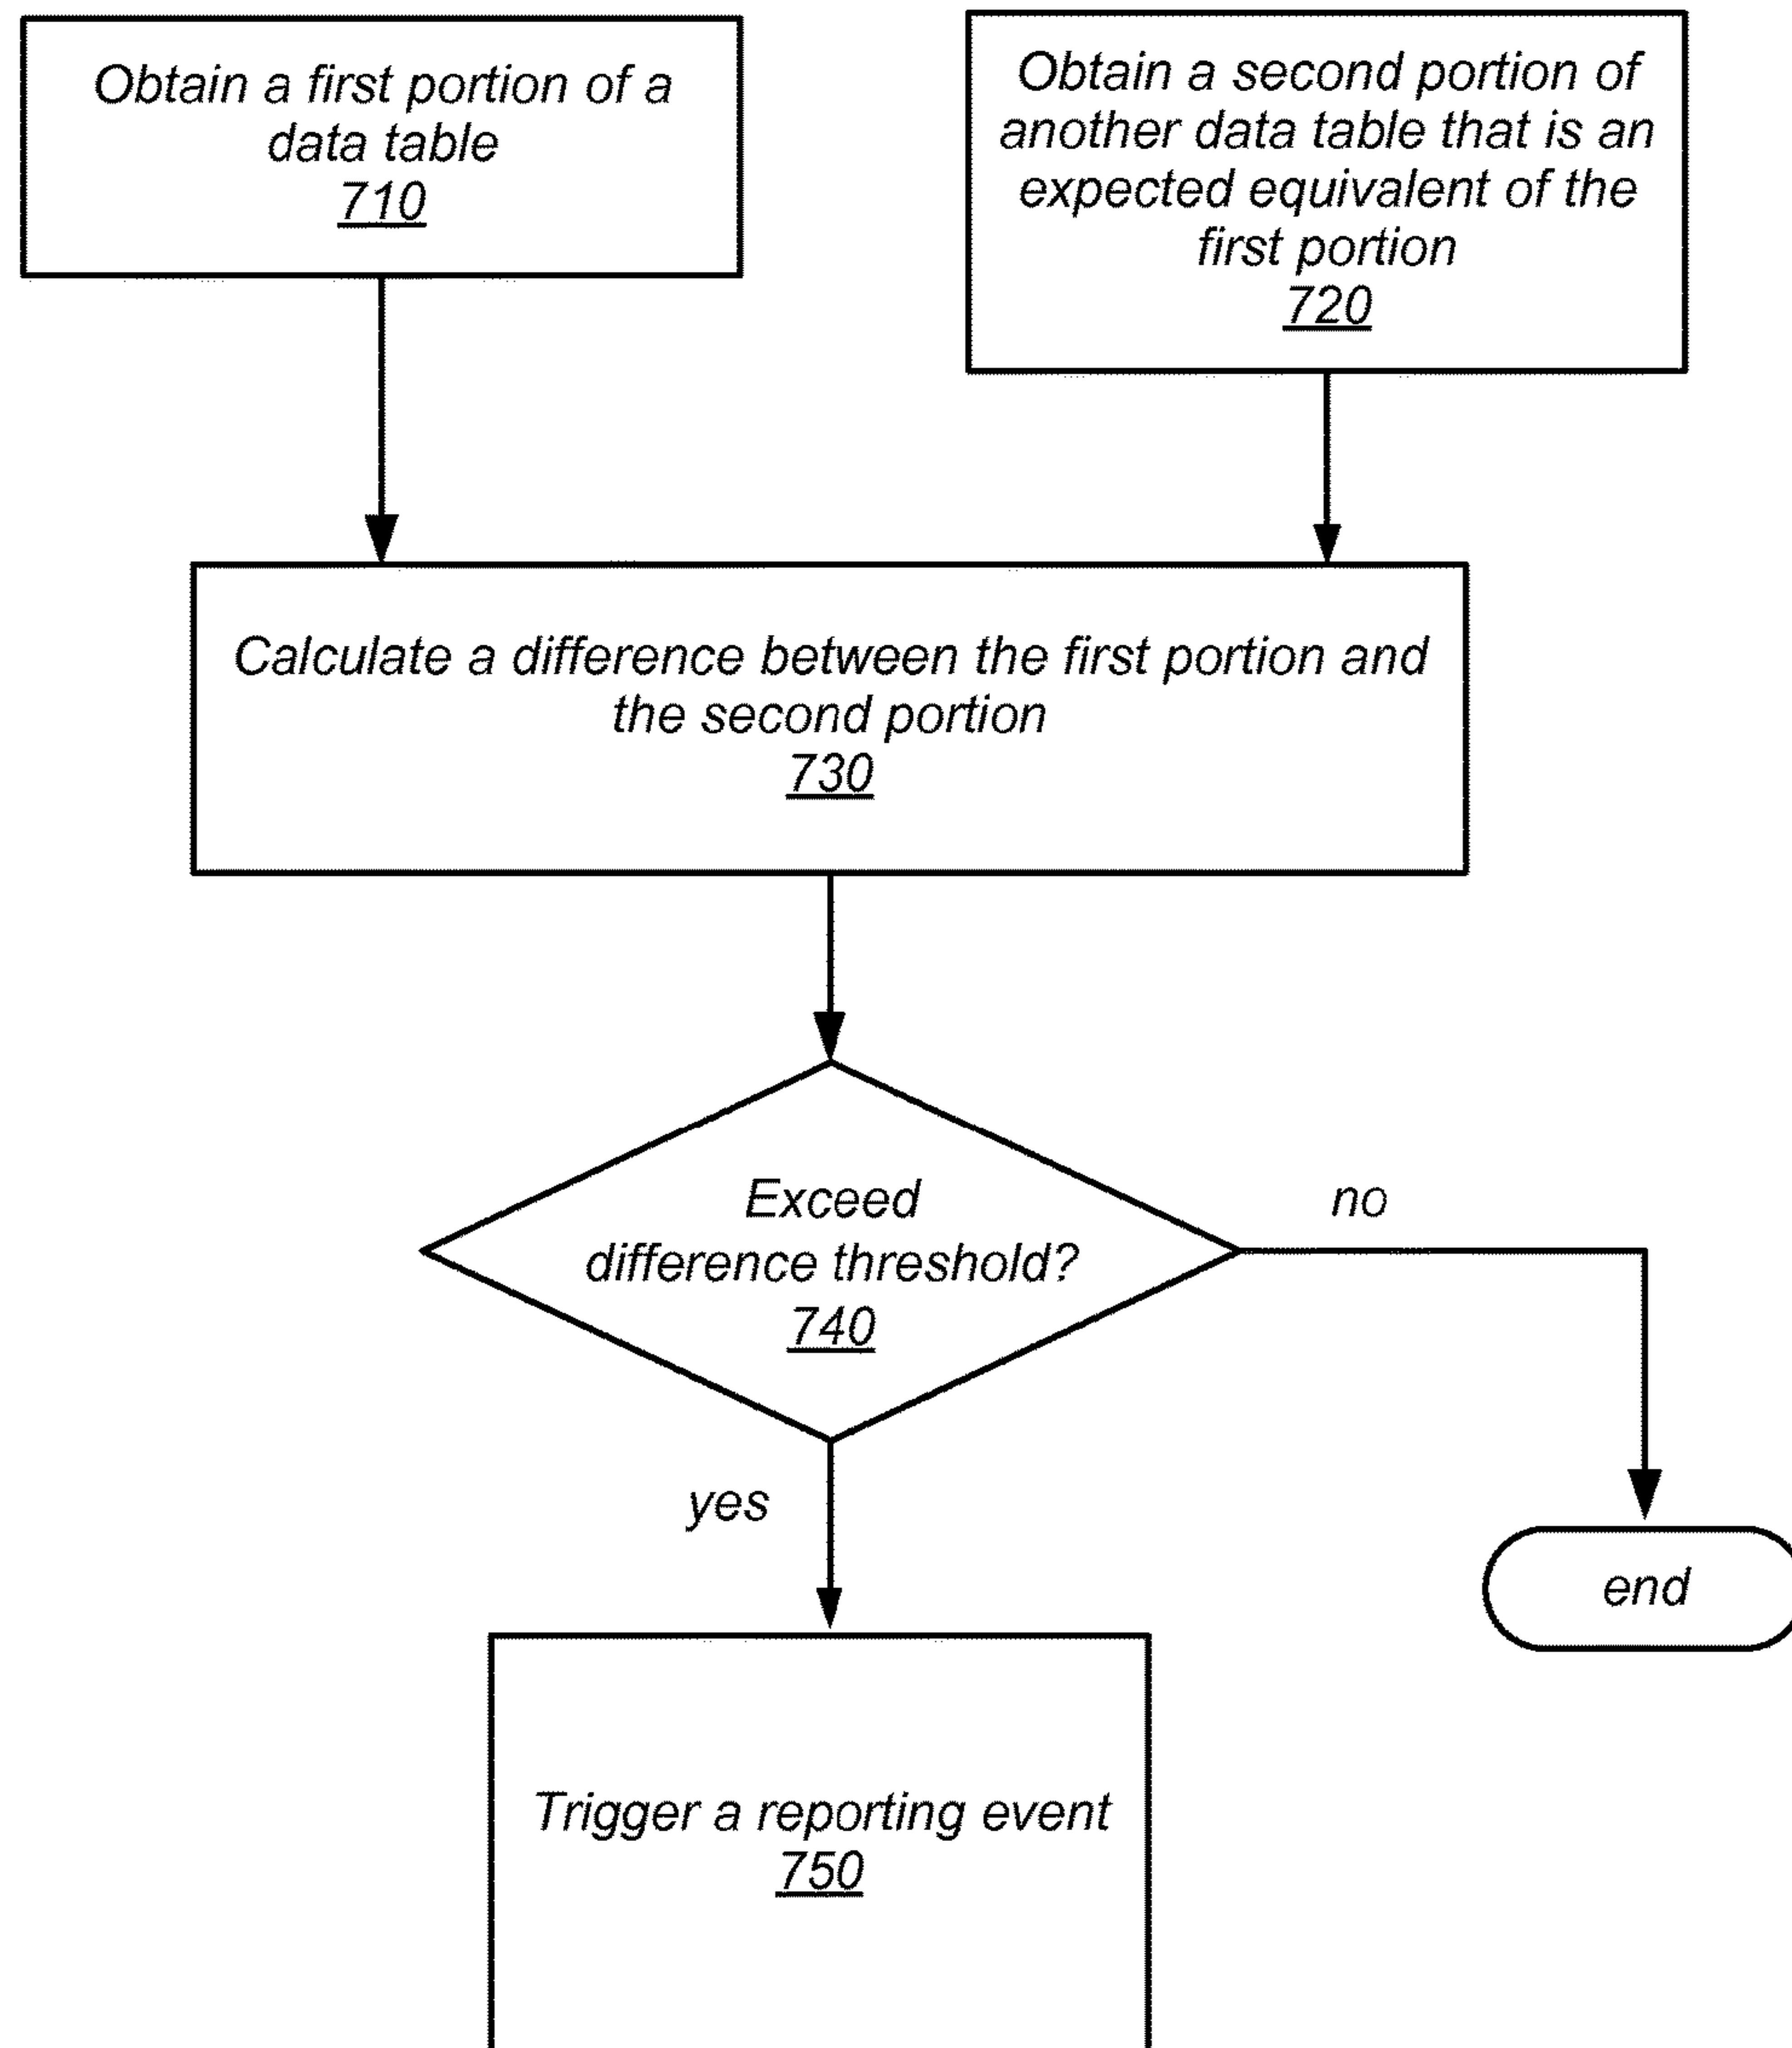 Obtain a first portion of a
data table
710
Obtain a second portion of
another data table that is an
expected equivalent of the
first portion
720
Calculate a difference between the first portion and
the second portion
730
Exceed
difference threshold?
740
no
yes
end
Trigger a reporting event
750